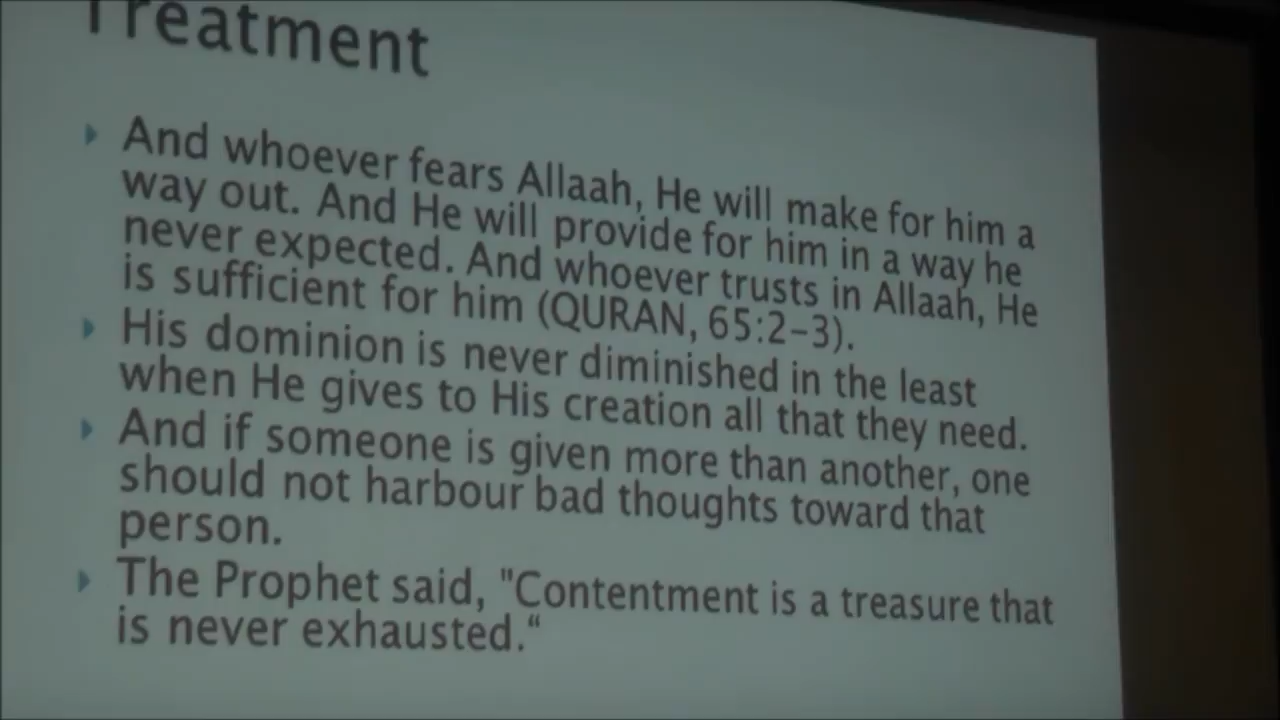 Treatment
And whoever fears Allaah, He will make for him a
way out. And He will provide for him in a way he
never expected. And whoever trusts in Allaah, He
is sufficient for him (QURAN, 65:2-3).
His dominion is never diminished in the least
when He gives to His creation all that they need.
And if someone is given more than another, one
should not harbour bad thoughts toward that
person.
The Prophet said, "Contentment is a treasure that
is never exhausted.“